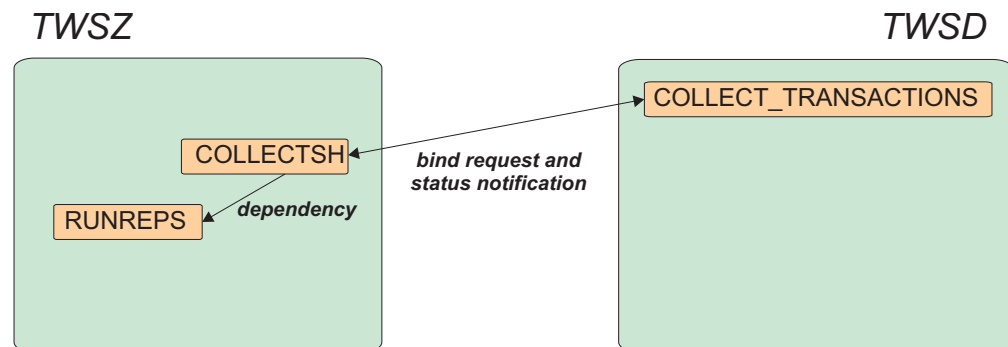 TWSZ
TWSD
COLLECT_TRANSACTIONS
COLLECTSH
bind request and
status notification
dependency
RUNREPS